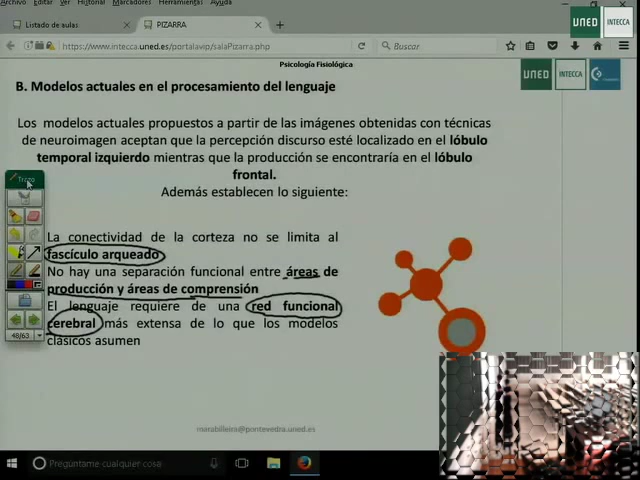 Archivo Editar Ver Historial Marcadores Herramientas Ayuda
Listado de aulas
PIZARRA
https://www.intecca.uned.es/portalavip/salaPizarra.php
Buscar
UNED INTECCA
Psicología Fisiológica
UNED INTECCA
B. Modelos actuales en el procesamiento del lenguaje
Los modelos actuales propuestos a partir de las imágenes obtenidas con técnicas
de neuroimagen aceptan que la percepción discurso esté localizado en el lóbulo
temporal izquierdo mientras que la producción se encontraría en el lóbulo
frontal.
Además establecen lo siguiente:
Trazo
La conectividad de la corteza no se limita al
fascículo arqueado
No hay una separación funcional entre áreas de
producción y áreas de comprensión
El lenguaje requiere de una red funcional
cerebral más extensa de lo que los modelos
clásicos asumen
48/63
marabilleira@pontevedra.uned.es
Pregúntame cualquier cosa